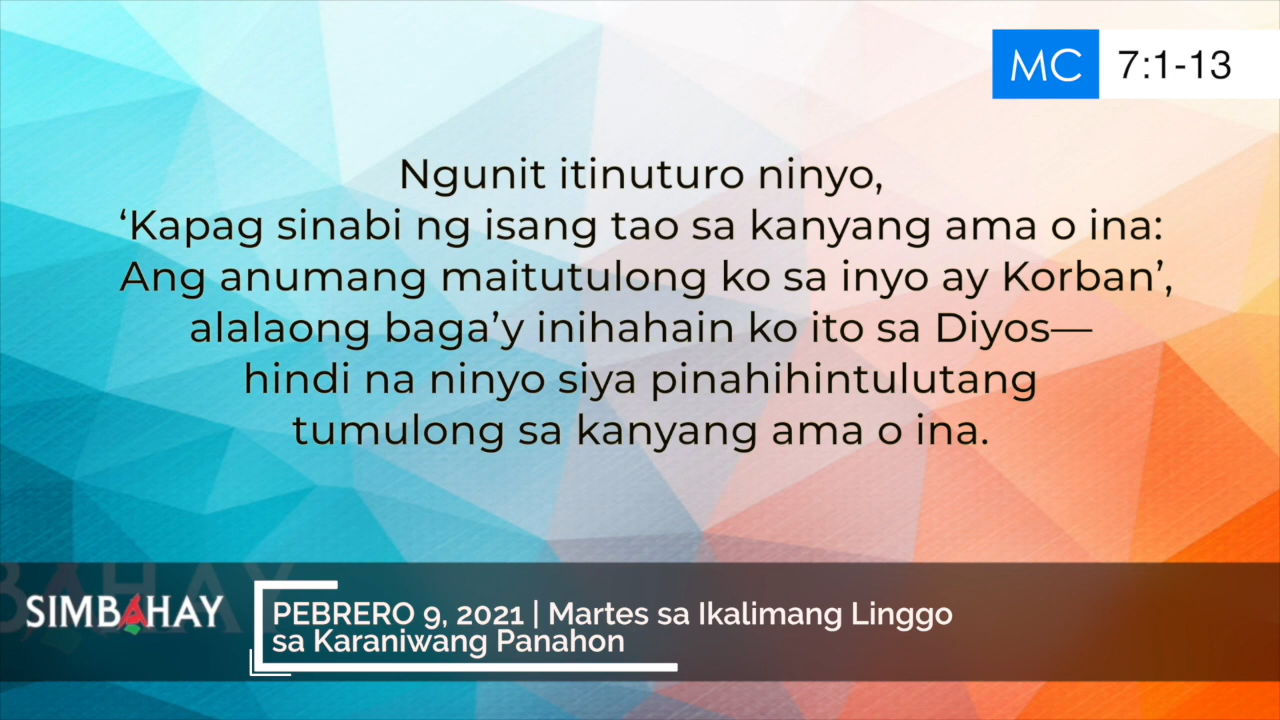 MC 7:1-13
Ngunit itinuturo ninyo,
‘Kapag sinabi ng isang tao sa kanyang ama o ina:
Ang anumang maitutulong ko sa inyo ay Korban’,
alalaong baga’y inihahain ko ito sa Diyos—
hindi na ninyo siya pinahihintulutang
tumulong sa kanyang ama o ina.
SIMBAHAY
PEBRERO 9, 2021 | Martes sa Ikalimang Linggo
sa Karaniwang Panahon